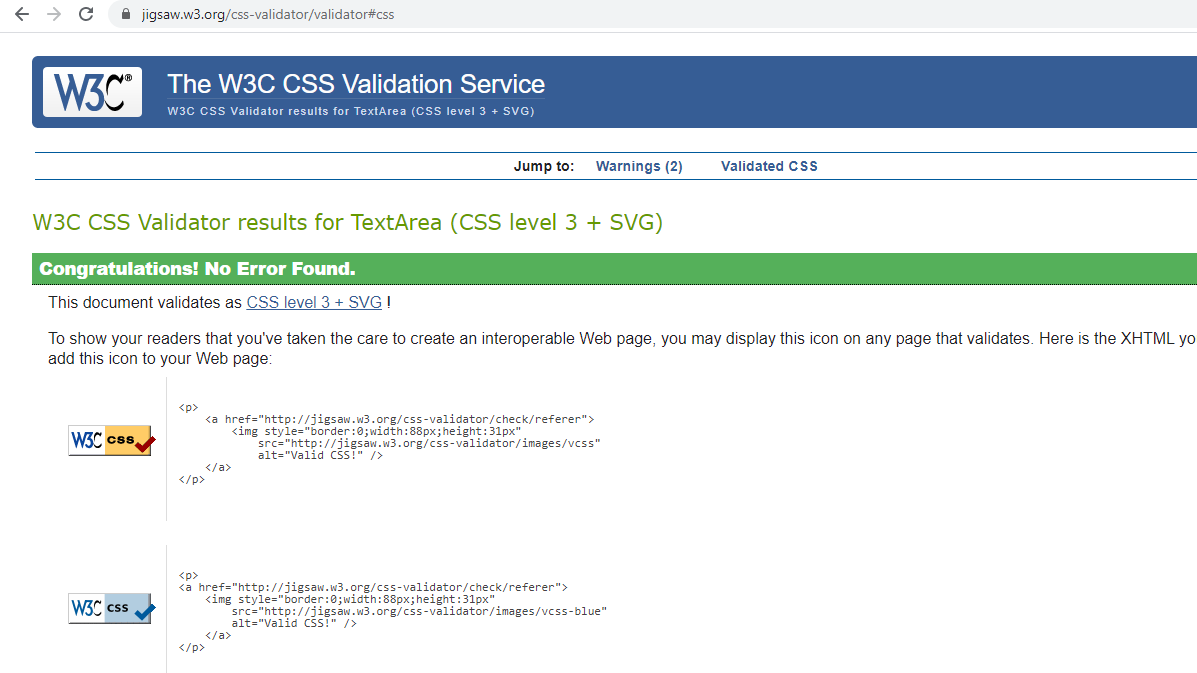 jigsaw.w3.org/css-validator/validator#css
W3C®
The W3C CSS Validation Service
W3C CSS Validator results for TextArea (CSS level 3 + SVG)
Jump to: Warnings (2) Validated CSS
W3C CSS Validator results for TextArea (CSS level 3 + SVG)
Congratulations! No Error Found.
This document validates as CSS level 3 + SVG !
To show your readers that you've taken the care to create an interoperable Web page, you may display this icon on any page that validates. Here is the XHTML yo
add this icon to your Web page:
W3C css
<p>
<a href="http://jigsaw.w3.org/css-validator/check/referer">
<img style="border:0;width:88px;height:31px"
src="http://jigsaw.w3.org/css-validator/images/vcss"
alt="Valid CSS!" />
</a>
</p>
W3C css
<p>
<a href="http://jigsaw.w3.org/css-validator/check/referer">
<img style="border:0;width:88px;height:31px"
src="http://jigsaw.w3.org/css-validator/images/vcss-blue"
alt="Valid CSS!" />
</a>
</p>